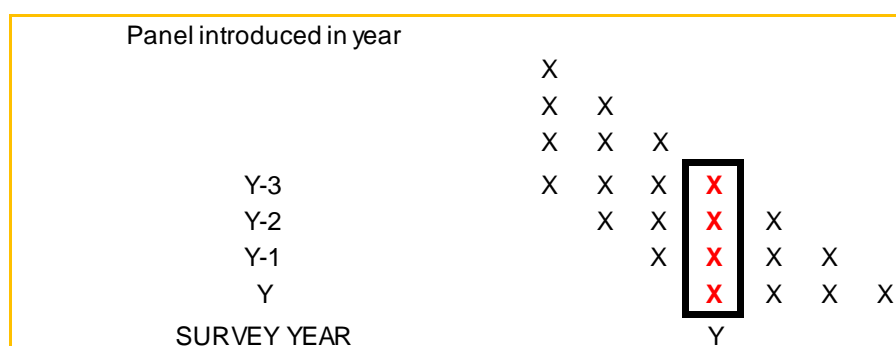 Panel introduced in year
X
X X
X X X
Y-3 X X X X
Y-2 X X X X
Y-1 X X X X
Y X X X X
SURVEY YEAR Y